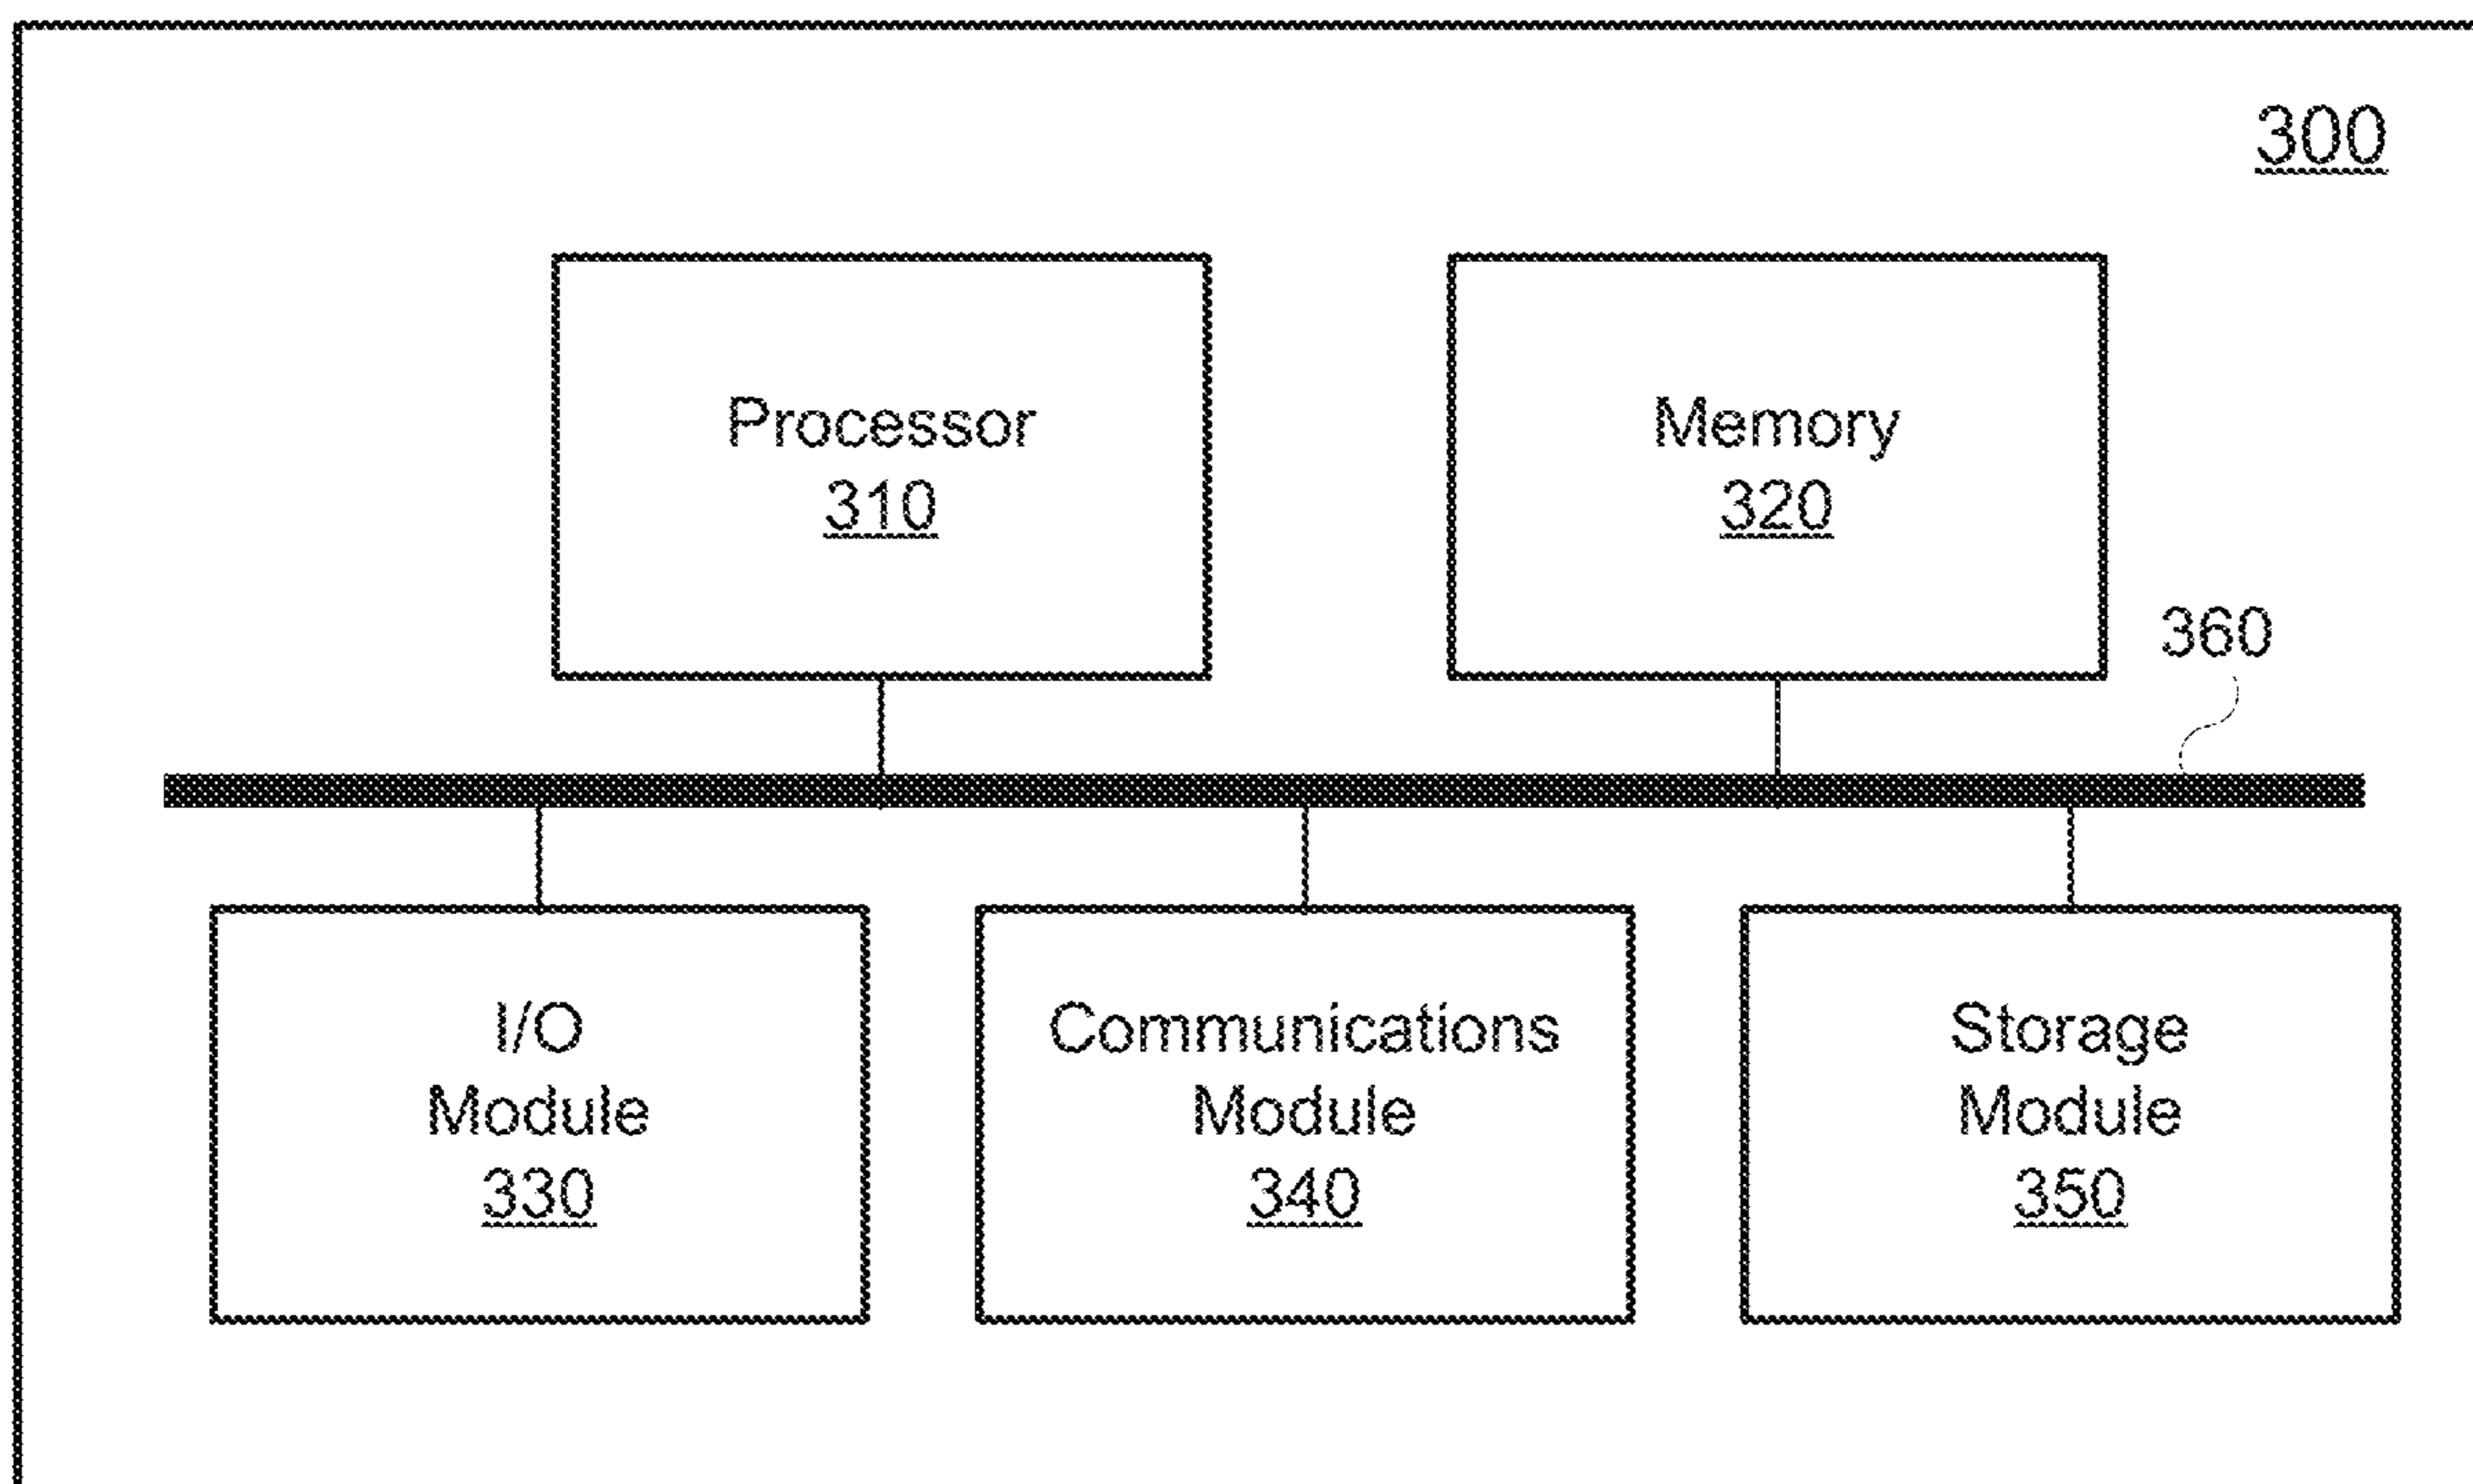 300
Processor
310
Memory
320
360
I/O
Module
330
Communications
Module
340
Storage
Module
350